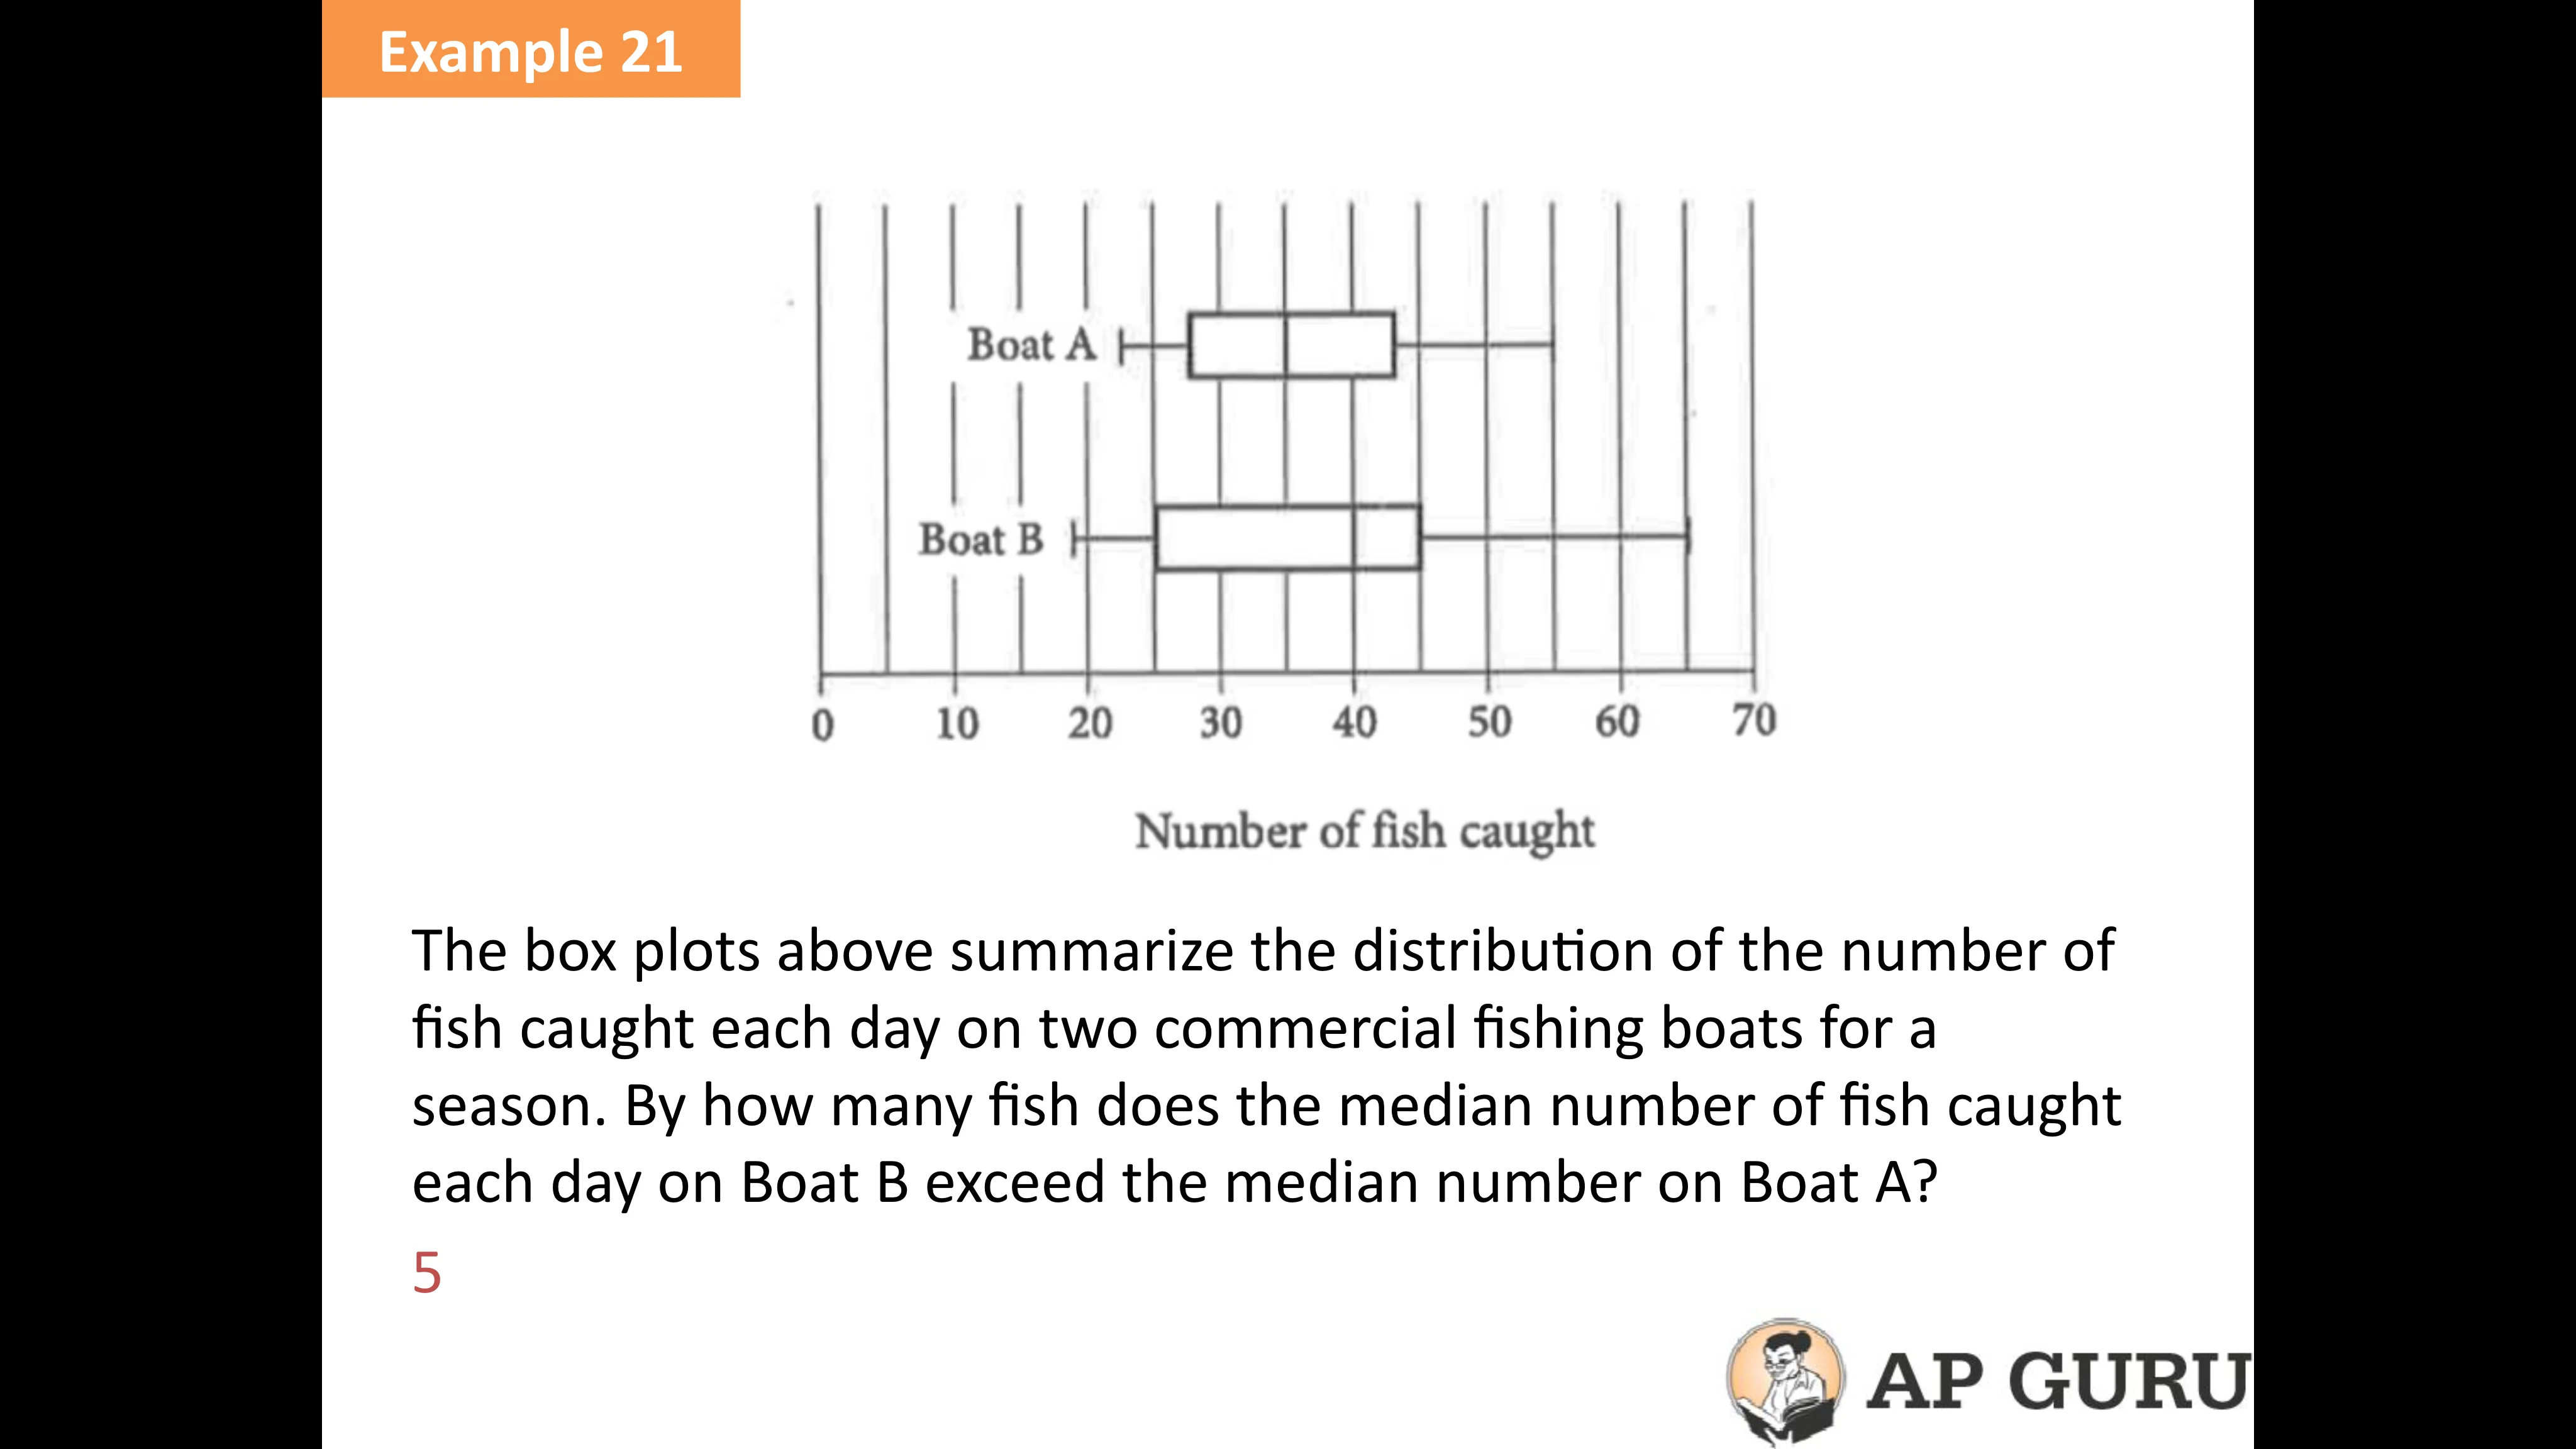 Example 21
Boat A
Boat B
0 10 20 30 40 50 60 70
Number of fish caught
The box plots above summarize the distribution of the number of
fish caught each day on two commercial fishing boats for a
season. By how many fish does the median number of fish caught
each day on Boat B exceed the median number on Boat A?
5
AP GURU